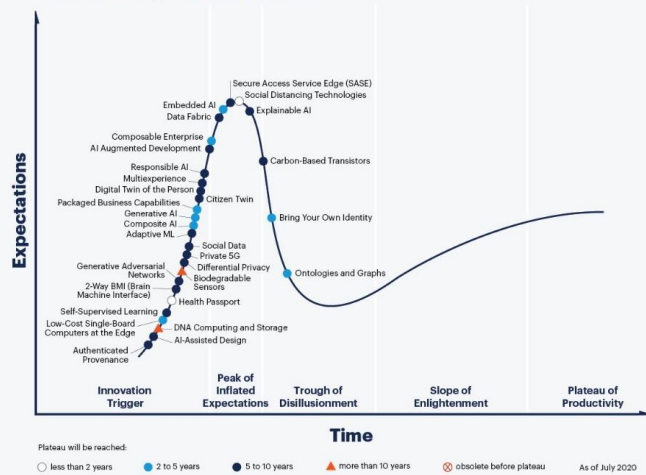 Expectations
Secure Access Service Edge (SASE)
Social Distancing Technologies
Embedded AI
Explainable AI
Data Fabric
Composable Enterprise
AI Augmented Development
Carbon-Based Transistors
Responsible AI
Multiexperience
Digital Twin of the Person
Citizen Twin
Packaged Business Capabilities
Generative AI
Bring Your Own Identity
Composite AI
Adaptive ML
Social Data
Private 5G
Differential Privacy
Generative Adversarial
Networks
Biodegradable
Sensors
Ontologies and Graphs
2-Way BMI (Brain
Machine Interface)
Health Passport
Self-Supervised Learning
Low-Cost Single-Board
Computers at the Edge
DNA Computing and Storage
AI-Assisted Design
Authenticated
Provenance
Innovation
Trigger
Peak of
Inflated
Expectations
Trough of
Disillusionment
Slope of
Enlightenment
Plateau of
Productivity
Time
Plateau will be reached:
less than 2 years
2 to 5 years
5 to 10 years
more than 10 years
obsolete before plateau
As of July 2020